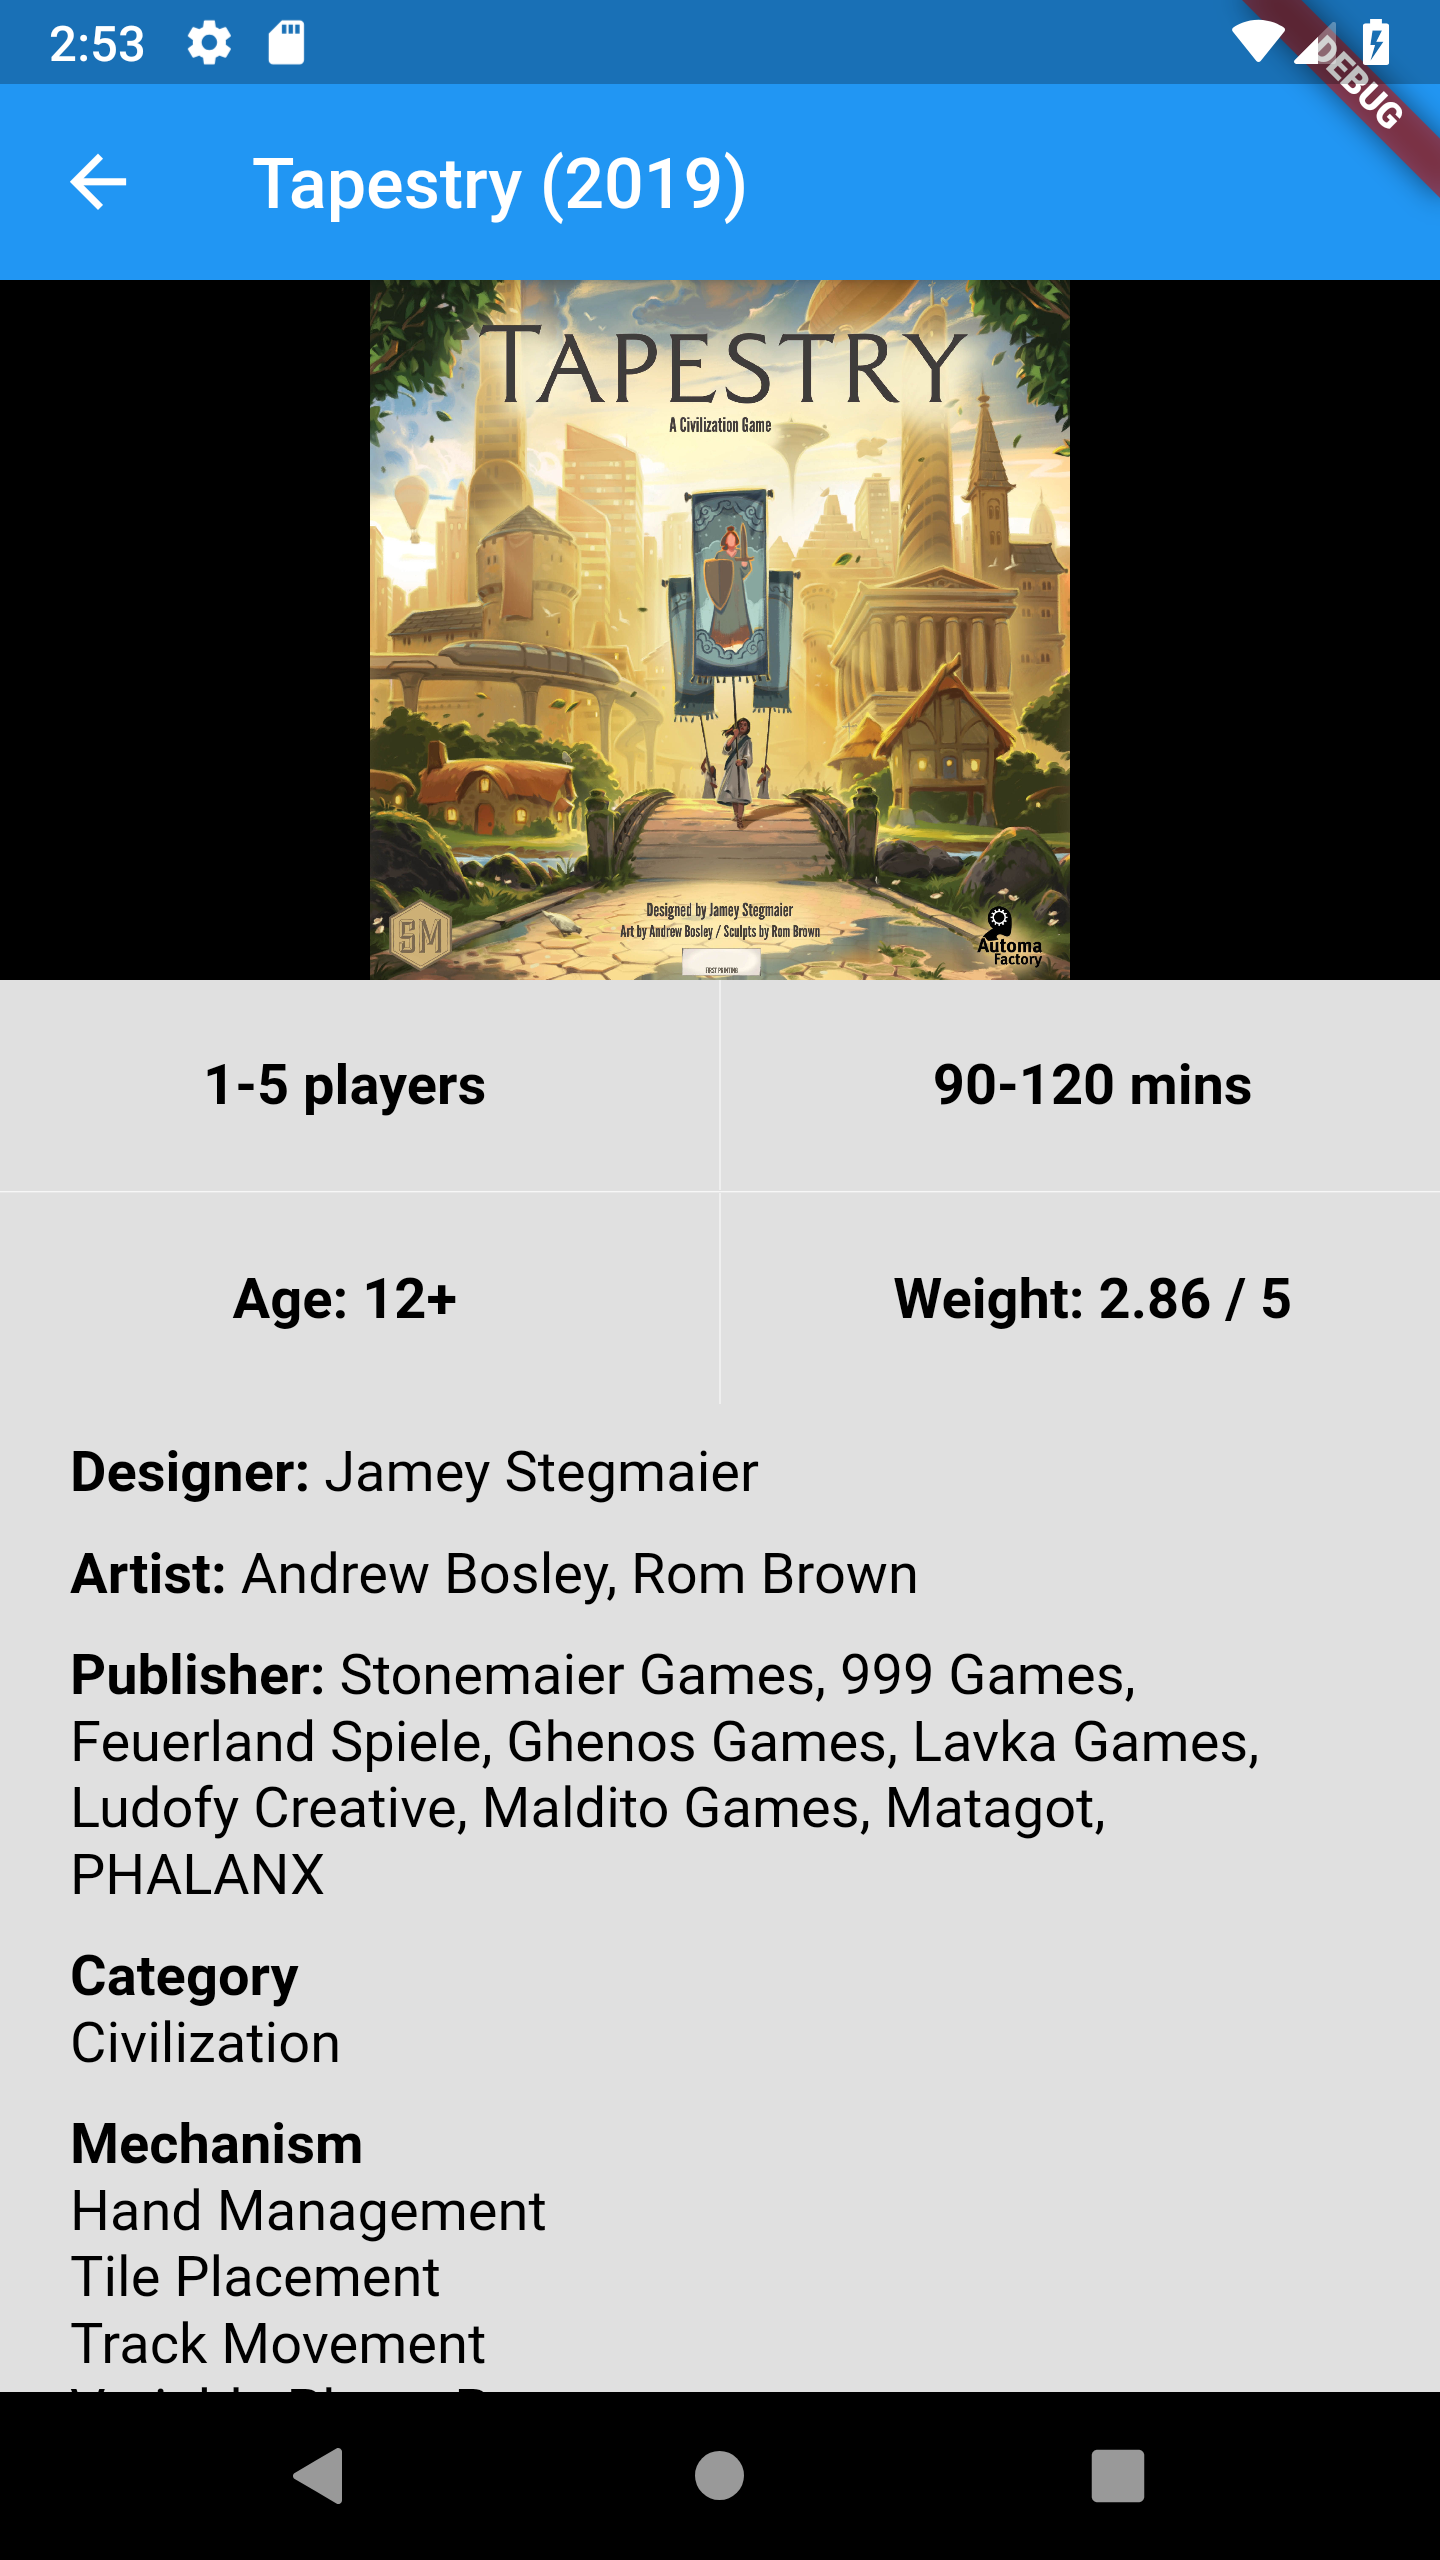 2:53
DEBUG
Tapestry (2019)
TAPESTRY
A Civilization Game
Designed by Jamey Stegmaier
Art by Andrew Bosley / Sculpts by Rom Brown
FIRST PRINTING
SM
Automa
Factory
1-5 players
90-120 mins
Age: 12+
Weight: 2.86 / 5
Designer: Jamey Stegmaier
Artist: Andrew Bosley, Rom Brown
Publisher: Stonemaier Games, 999 Games,
Feuerland Spiele, Ghenos Games, Lavka Games,
Ludofy Creative, Maldito Games, Matagot,
PHALANX
Category
Civilization
Mechanism
Hand Management
Tile Placement
Track Movement